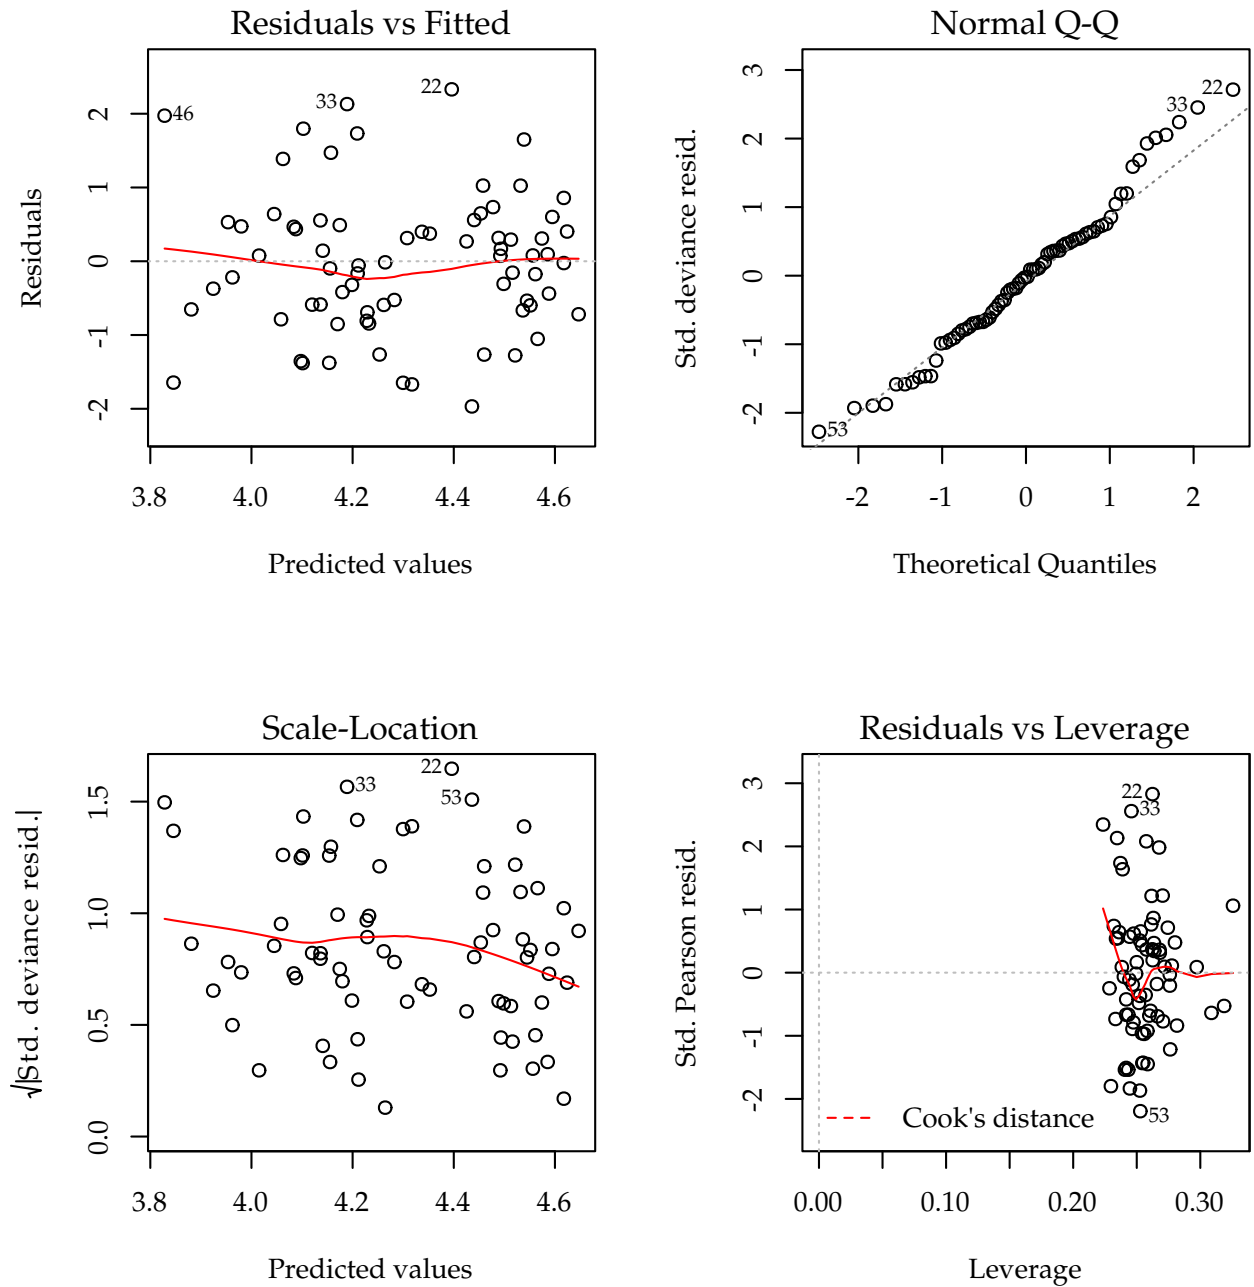 Residuals vs Fitted
Residuals
2
1
0
-1
-2
46
33
22
3.8 4.0 4.2 4.4 4.6
Predicted values
Normal Q-Q
Std. deviance resid.
3
2
1
0
-1
-2
22
33
53
-2 -1 0 1 2
Theoretical Quantiles
Scale-Location
√|Std. deviance resid.|
1.5
1.0
0.5
0.0
22
33
53
3.8 4.0 4.2 4.4 4.6
Predicted values
Residuals vs Leverage
Std. Pearson resid.
3
2
1
0
-1
-2
22
33
53
Cook's distance
0.00 0.10 0.20 0.30
Leverage